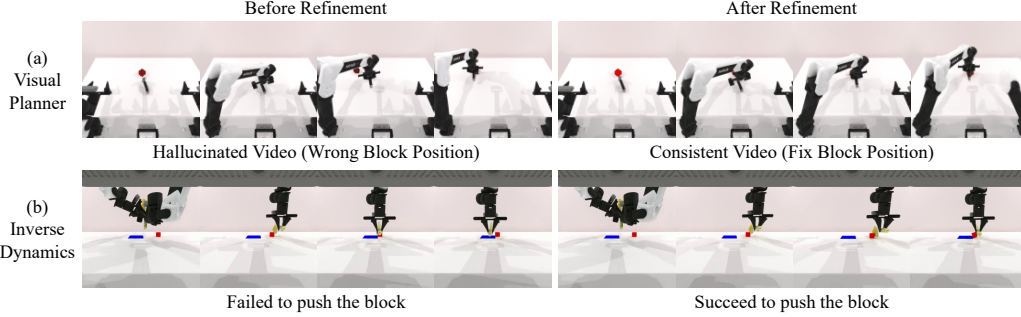 Before Refinement
After Refinement
(a)
Visual
Planner
Hallucinated Video (Wrong Block Position)
Consistent Video (Fix Block Position)
(b)
Inverse
Dynamics
Failed to push the block
Succeed to push the block